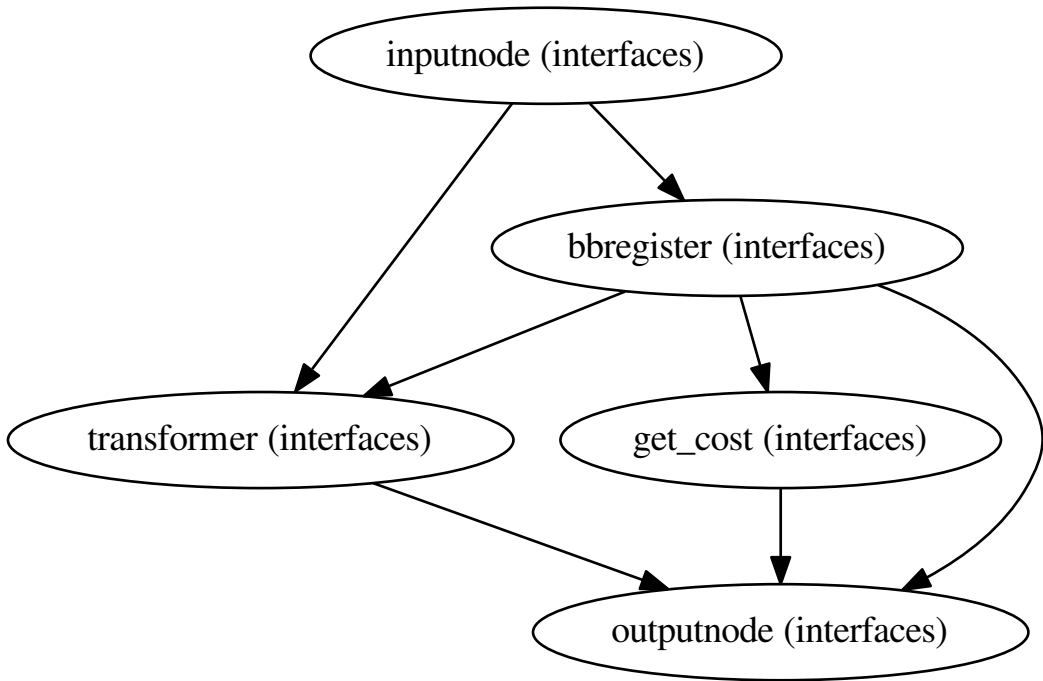 inputnode (interfaces)
bbregister (interfaces)
transformer (interfaces)
get_cost (interfaces)
outputnode (interfaces)